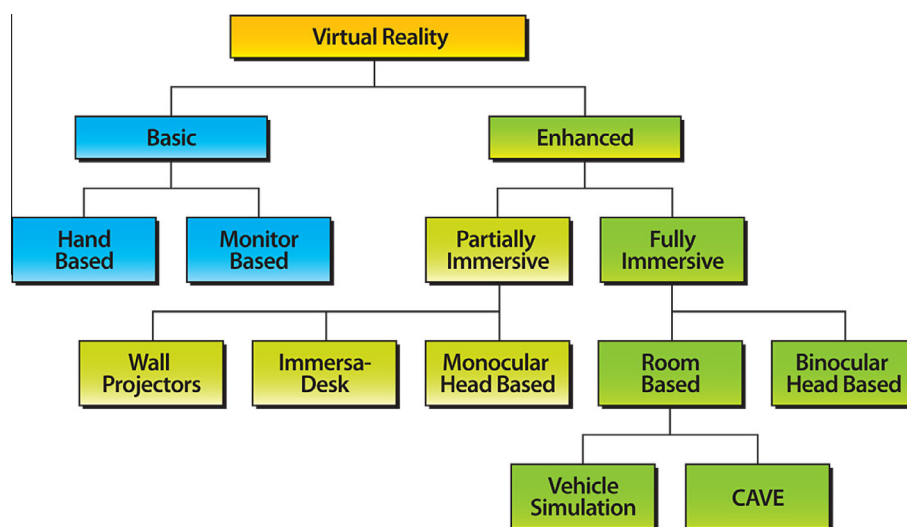 Virtual Reality
Basic
Enhanced
Hand
Based
Monitor
Based
Partially
Immersive
Fully
Immersive
Wall
Projectors
Immersa-
Desk
Monocular
Head Based
Room
Based
Binocular
Head Based
Vehicle
Simulation
CAVE